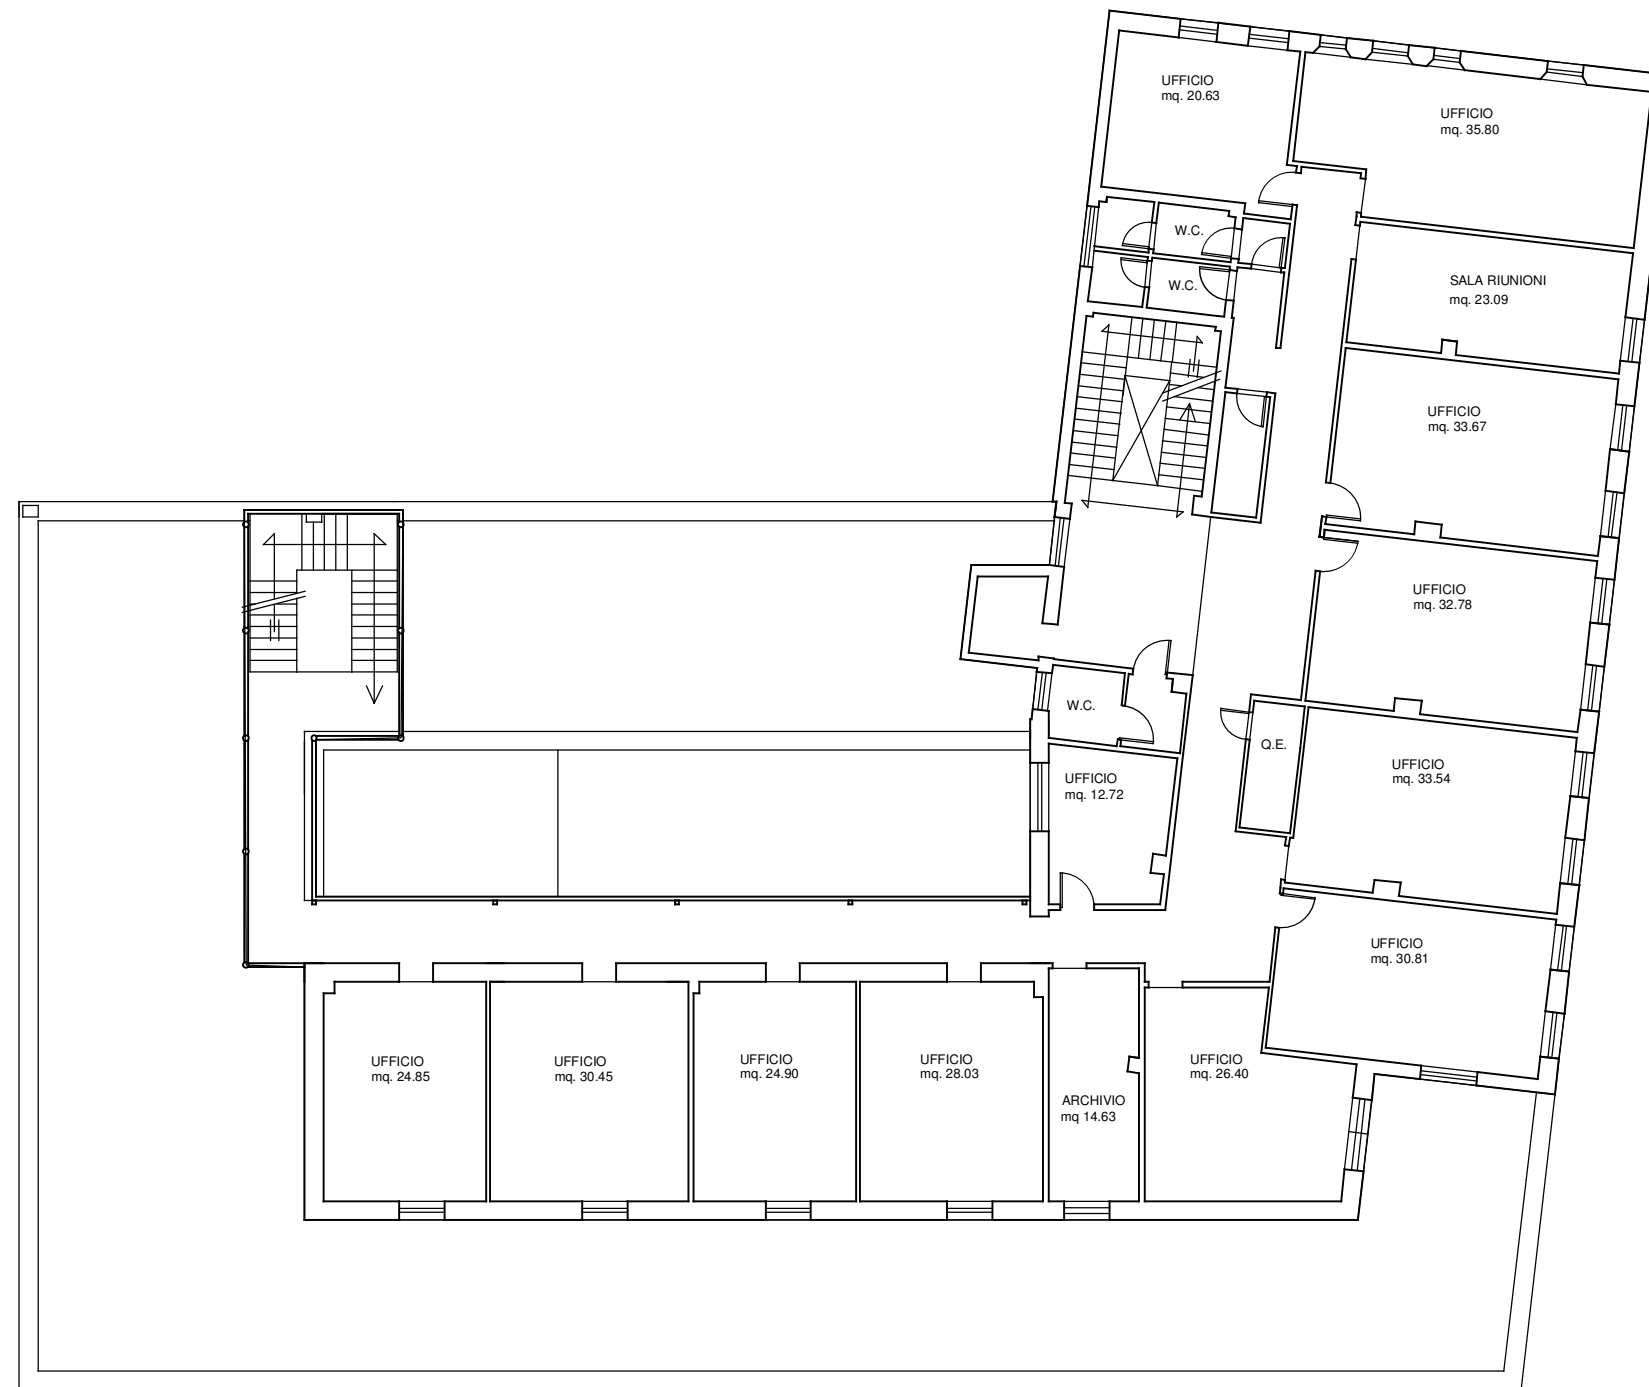 UFFICIO
mq. 20.63
UFFICIO
mq. 35.80
W.C.
W.C.
SALA RIUNIONI
mq. 23.09
UFFICIO
mq. 33.67
UFFICIO
mq. 32.78
W.C.
Q.E.
UFFICIO
mq. 12.72
UFFICIO
mq. 33.54
UFFICIO
mq. 30.81
UFFICIO
mq. 24.85
UFFICIO
mq. 30.45
UFFICIO
mq. 24.90
UFFICIO
mq. 28.03
ARCHIVIO
mq 14.63
UFFICIO
mq. 26.40